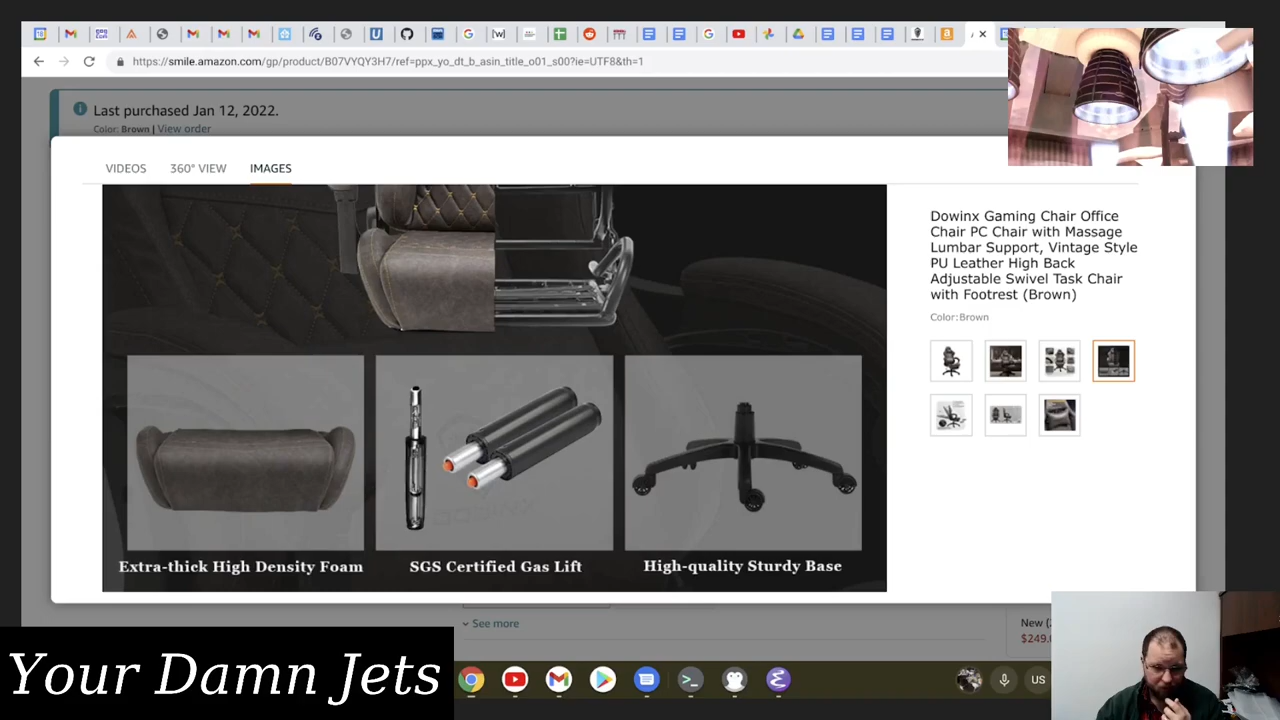 https://smile.amazon.com/gp/product/B07VYQY3H7/ref=ppx_yo_dt_b_asin_title_o01_s00?ie=UTF8&th=1
Last purchased Jan 12, 2022.
Color: Brown | View order
VIDEOS
360° VIEW
IMAGES
Dowinx Gaming Chair Office
Chair PC Chair with Massage
Lumbar Support, Vintage Style
PU Leather High Back
Adjustable Swivel Task Chair
with Footrest (Brown)
Color:Brown
Extra-thick High Density Foam
SGS Certified Gas Lift
High-quality Sturdy Base
See more
New
$249.
Your Damn Jets
US